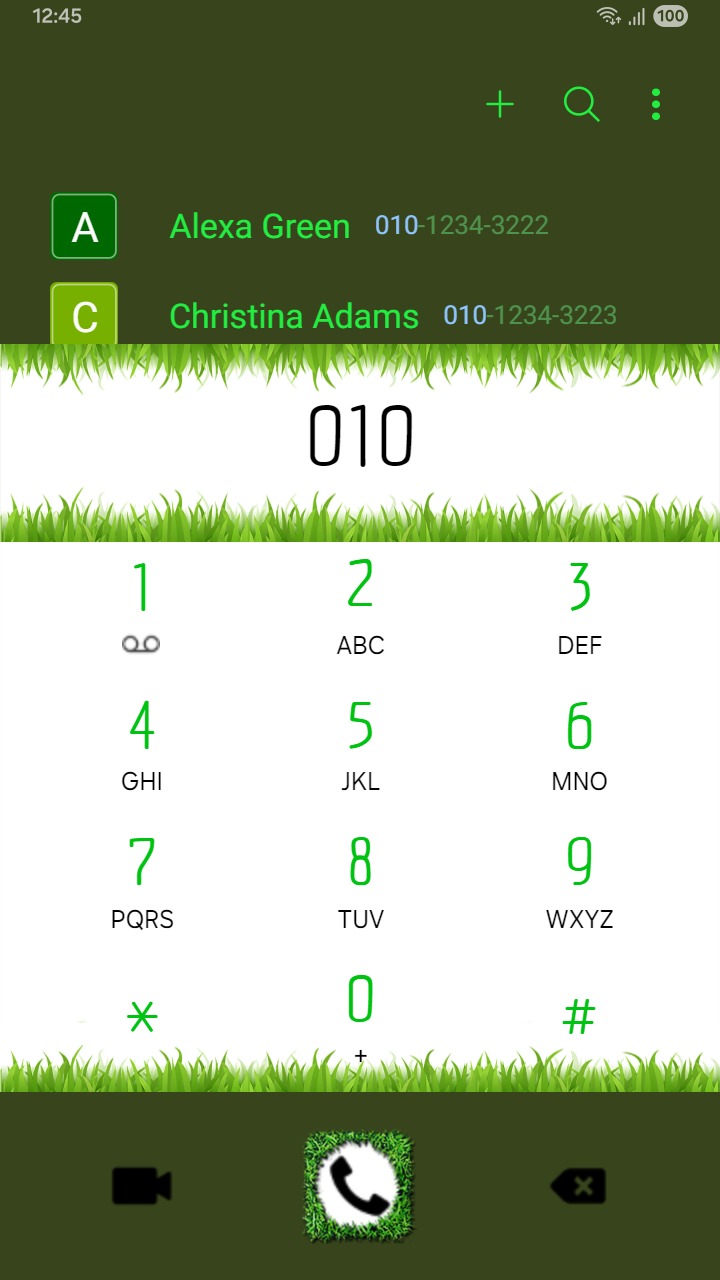 12:45 100
A Alexa Green 010-1234-3222
C Christina Adams 010-1234-3223
010
1 2 3
ABC DEF
4 5 6
GHI JKL MNO
7 8 9
PQRS TUV WXYZ
* 0 #
+